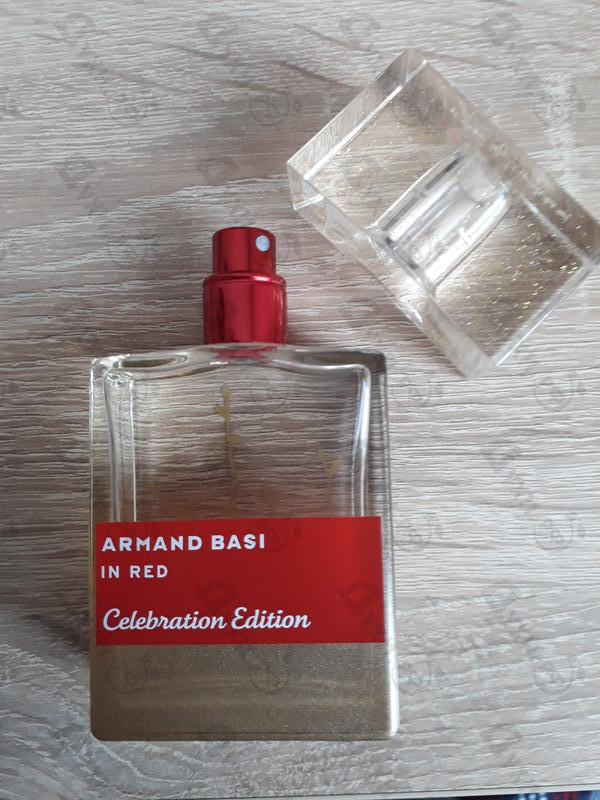 ARMAND BASI
IN RED
Celebration Edition